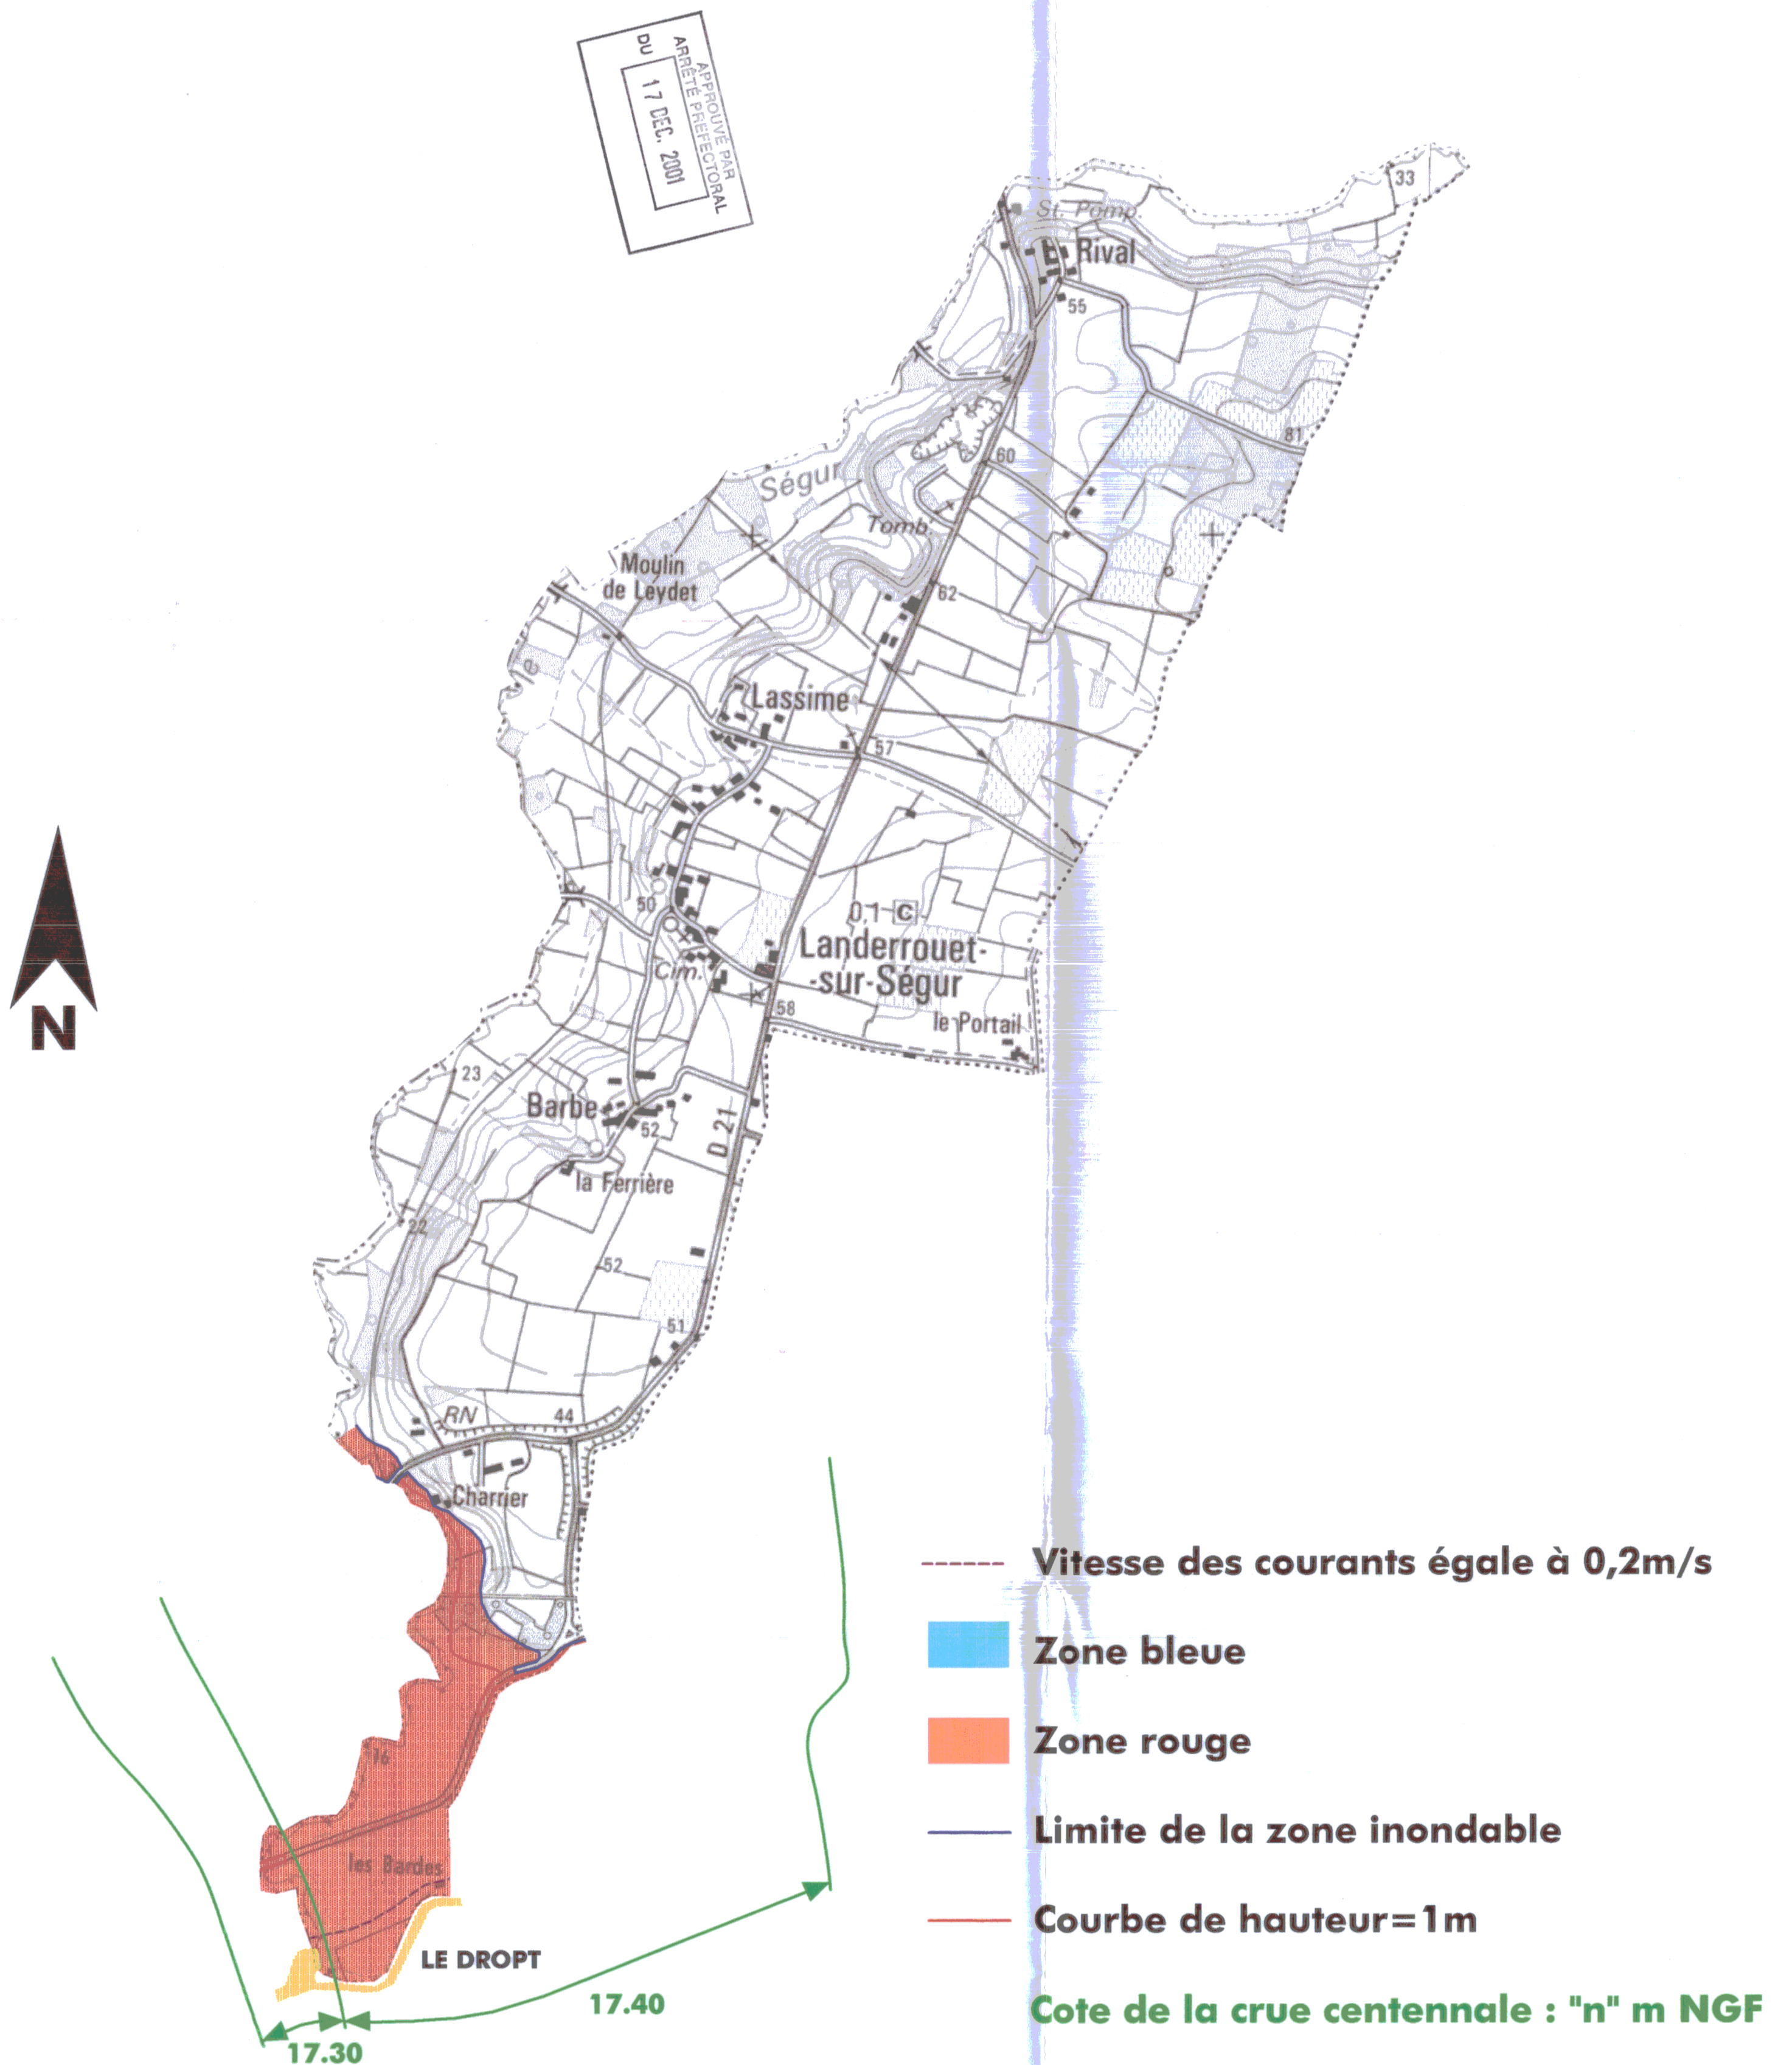 APPROUVÉ PAR
ARRÊTÉ PREFECTORAL
DU 17 DEC. 2001
33
St. Pomp.
Rival
55
81
60
Ségur
Tomb.
Moulin
de Leydet
62
le
Lassime
57
50
0,1 C
Landerrouet-
-sur-Ségur
Cim.
58
le Portail
N
23
Barbe
52
D 21
la Ferrière
22
52
51
RN
44
Charrier
16
les Bardes
LE DROPT
17.40
17.30
Vitesse des courants égale à 0,2m/s
Zone bleue
Zone rouge
Limite de la zone inondable
Courbe de hauteur=1m
Cote de la crue centennale : "n" m NGF